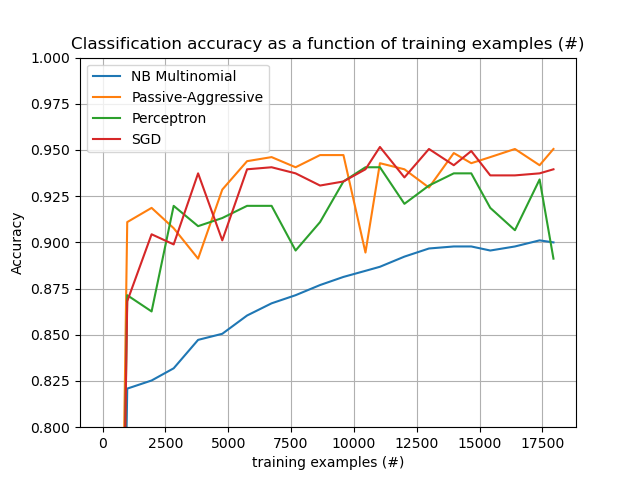 Classification accuracy as a function of training examples (#)
1.000
0.975
0.950
0.925
0.900
0.875
0.850
0.825
0.800
Accuracy
NB Multinomial
Passive-Aggressive
Perceptron
SGD
0 2500 5000 7500 10000 12500 15000 17500
training examples (#)